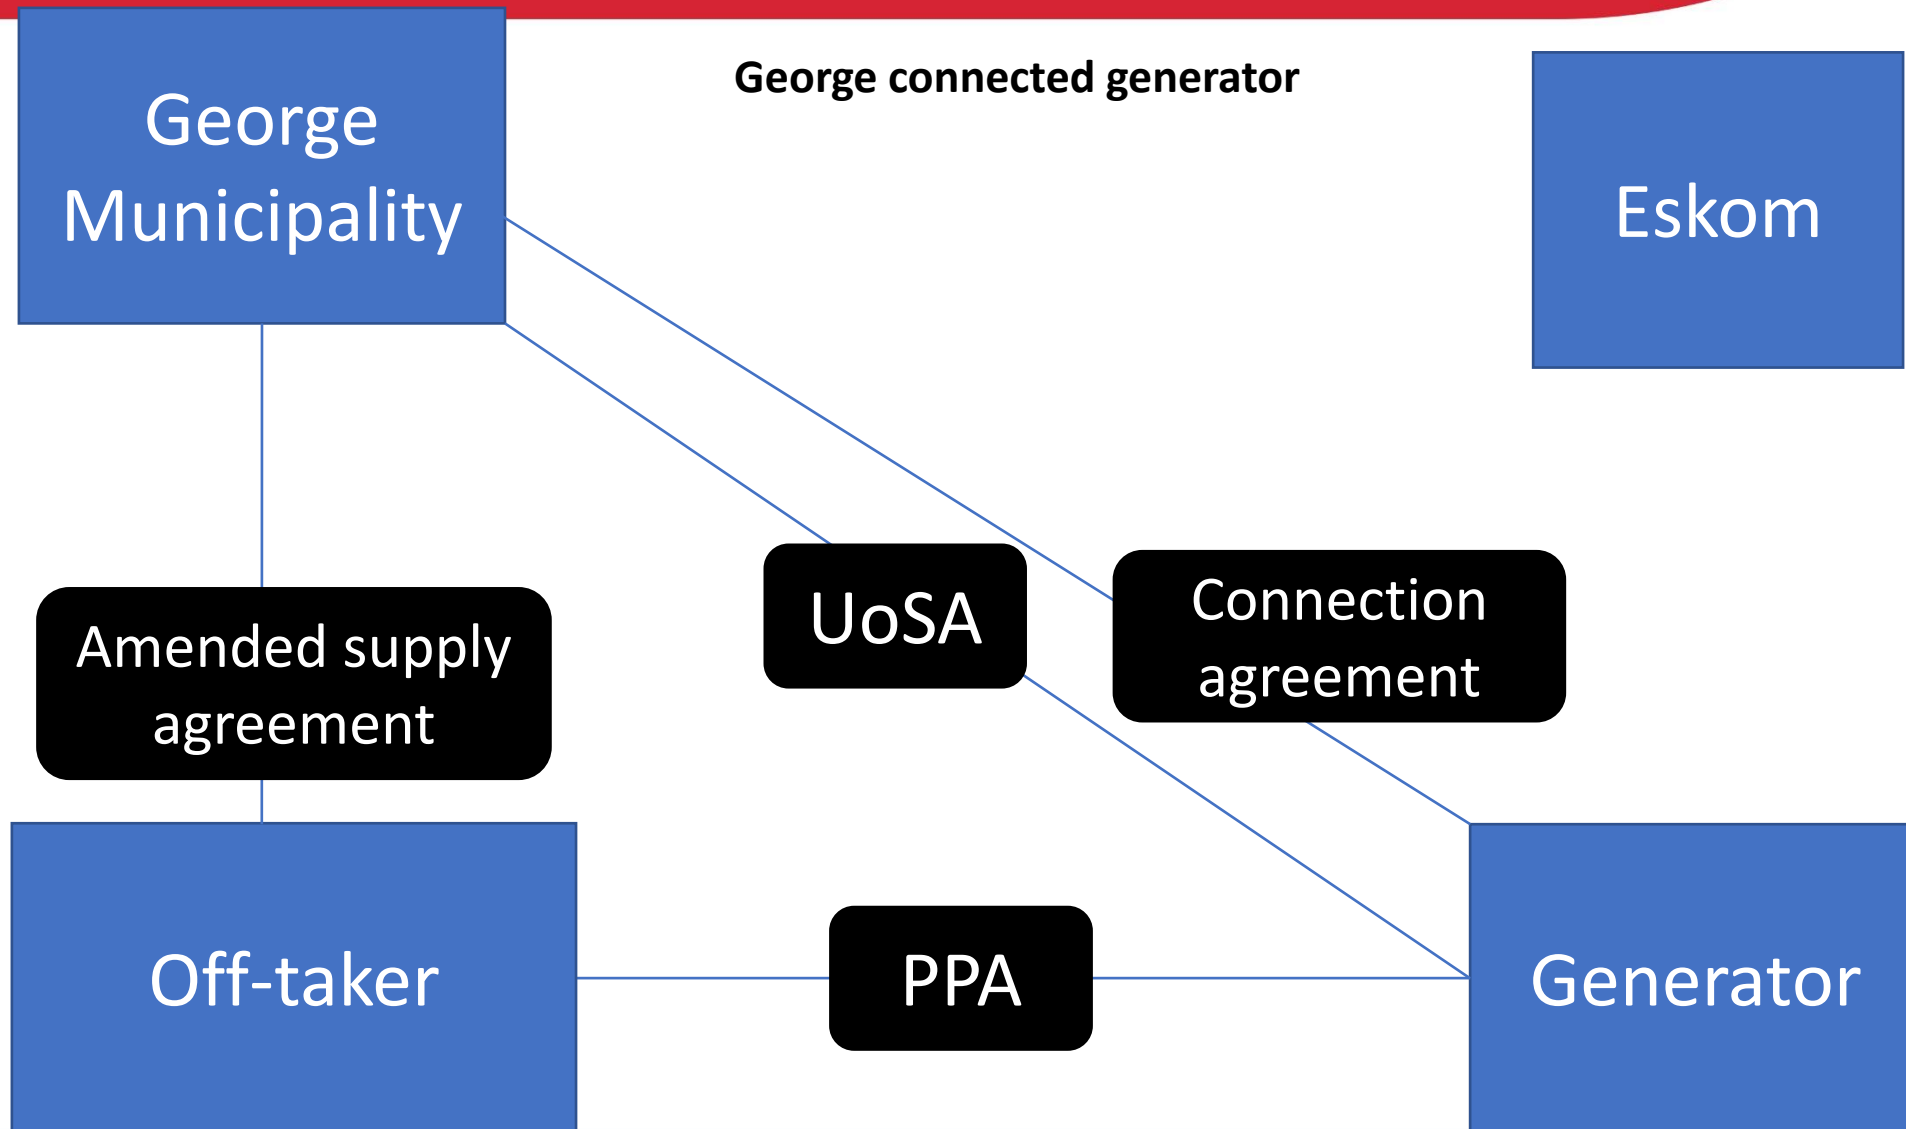 George connected generator
George
Municipality
Eskom
UoSA
Connection
agreement
Amended supply
agreement
Off-taker
PPA
Generator